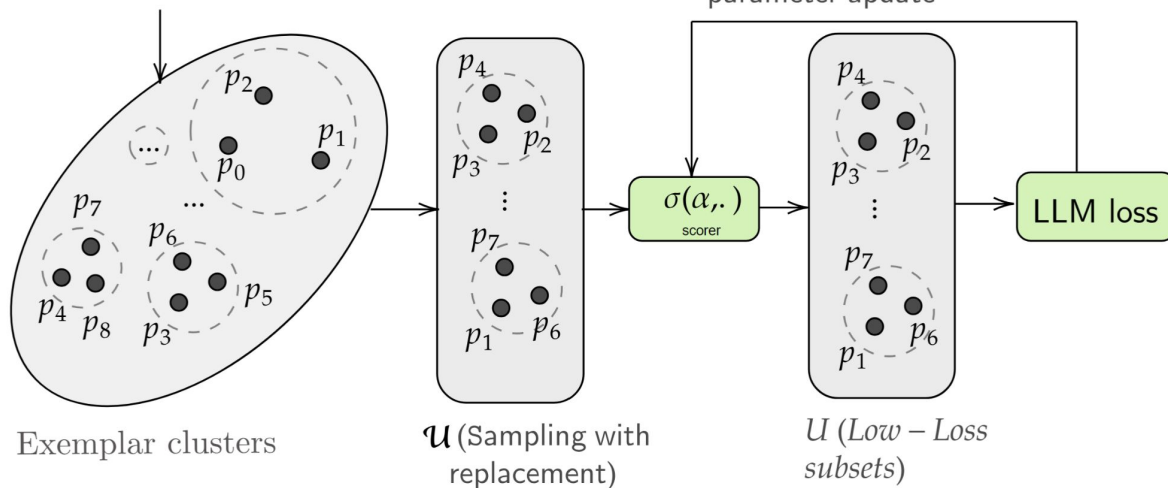 parameter update
p2
p1
p0
...
...
p7
p4
p8
p6
p5
p3
Exemplar clusters
p4
p2
p3
⋮
p7
p1
p6
𝓤 (Sampling with
replacement)
σ(α,. )
scorer
p4
p2
p3
⋮
p7
p6
p1
U (Low – Loss
subsets)
LLM loss